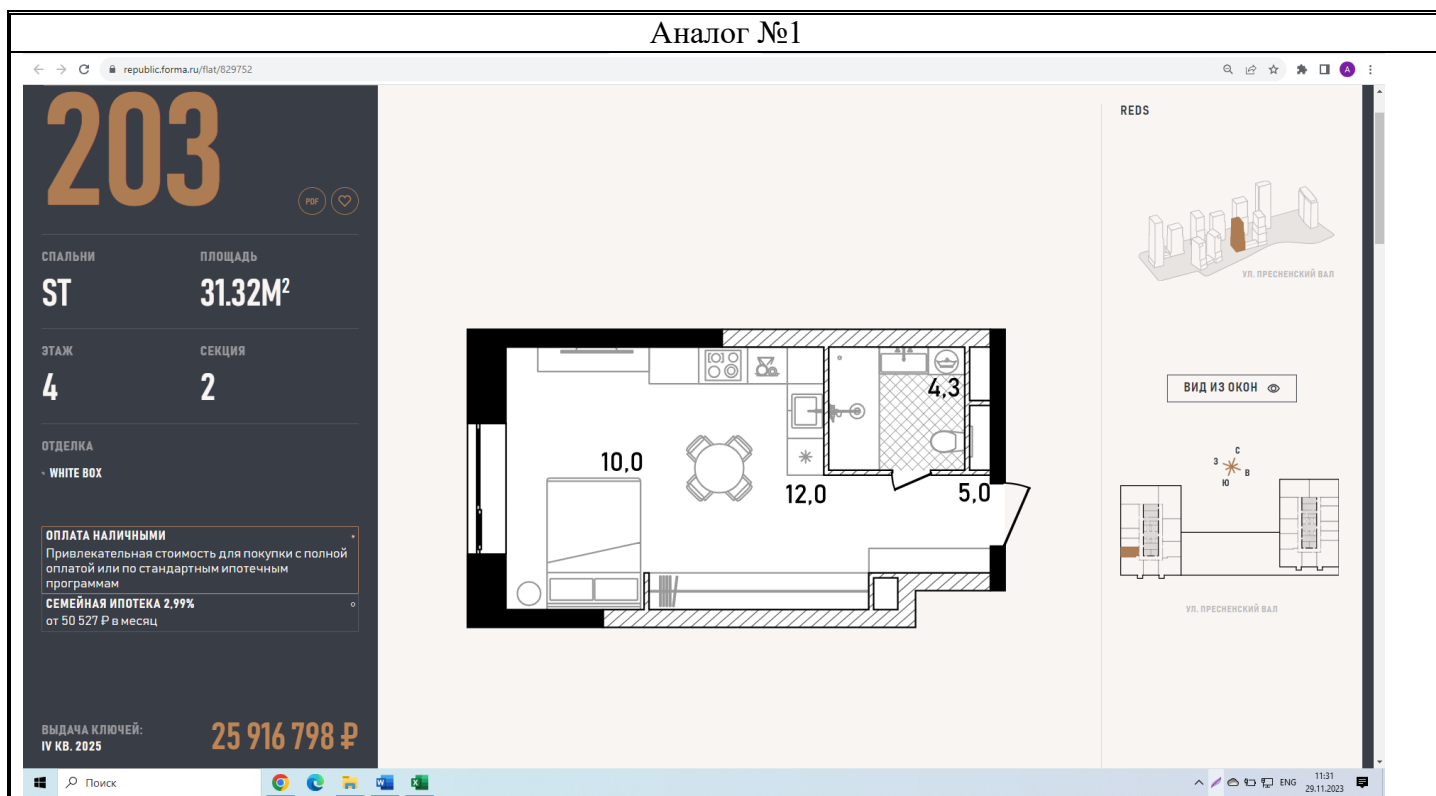 Аналог №1
republic.forma.ru/flat/829752
A
203
PDF
СПАЛЬНИ
ПЛОЩАДЬ
ST
31.32М²
ЭТАЖ
СЕКЦИЯ
4
2
ОТДЕЛКА
- WHITE BOX
ОПЛАТА НАЛИЧНЫМИ
Привлекательная стоимость для покупки с полной
оплатой или по стандартным ипотечным
программам
СЕМЕЙНАЯ ИПОТЕКА 2,99%
от 50 527 ₽ в месяц
ВЫДАЧА КЛЮЧЕЙ:
IV КВ. 2025
25 916 798 ₽
4,3
10,0
12,0
5,0
REDS
УЛ. ПРЕСНЕНСКИЙ ВАЛ
ВИД ИЗ ОКОН
С
З
В
Ю
УЛ. ПРЕСНЕНСКИЙ ВАЛ
Поиск
ENG
11:31
29.11.2023